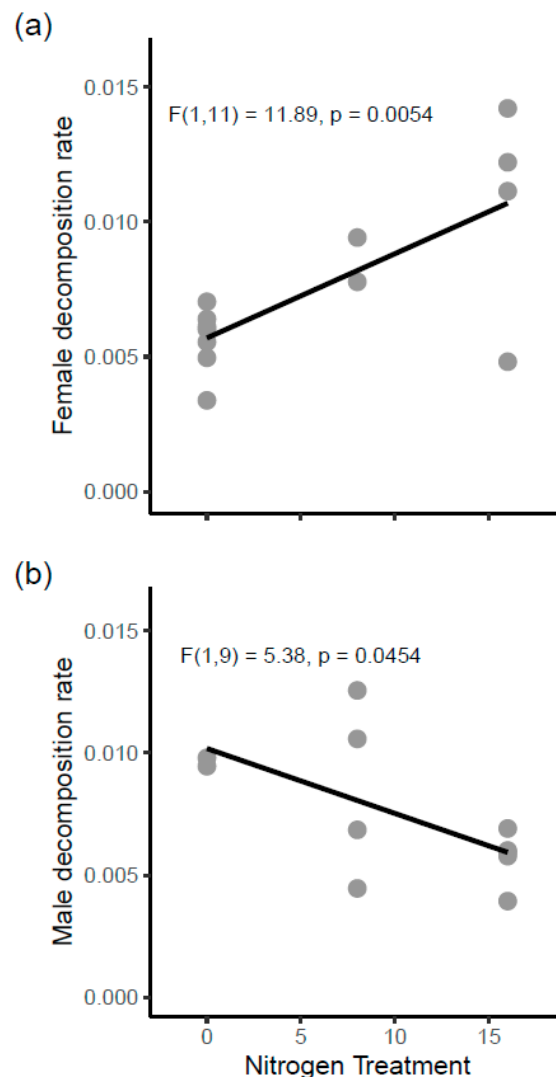 (a)
Female decomposition rate
0.015
0.010
0.005
0.000
F(1,11) = 11.89, p = 0.0054
(b)
Male decomposition rate
0.015
0.010
0.005
0.000
F(1,9) = 5.38, p = 0.0454
0 5 10 15
Nitrogen Treatment